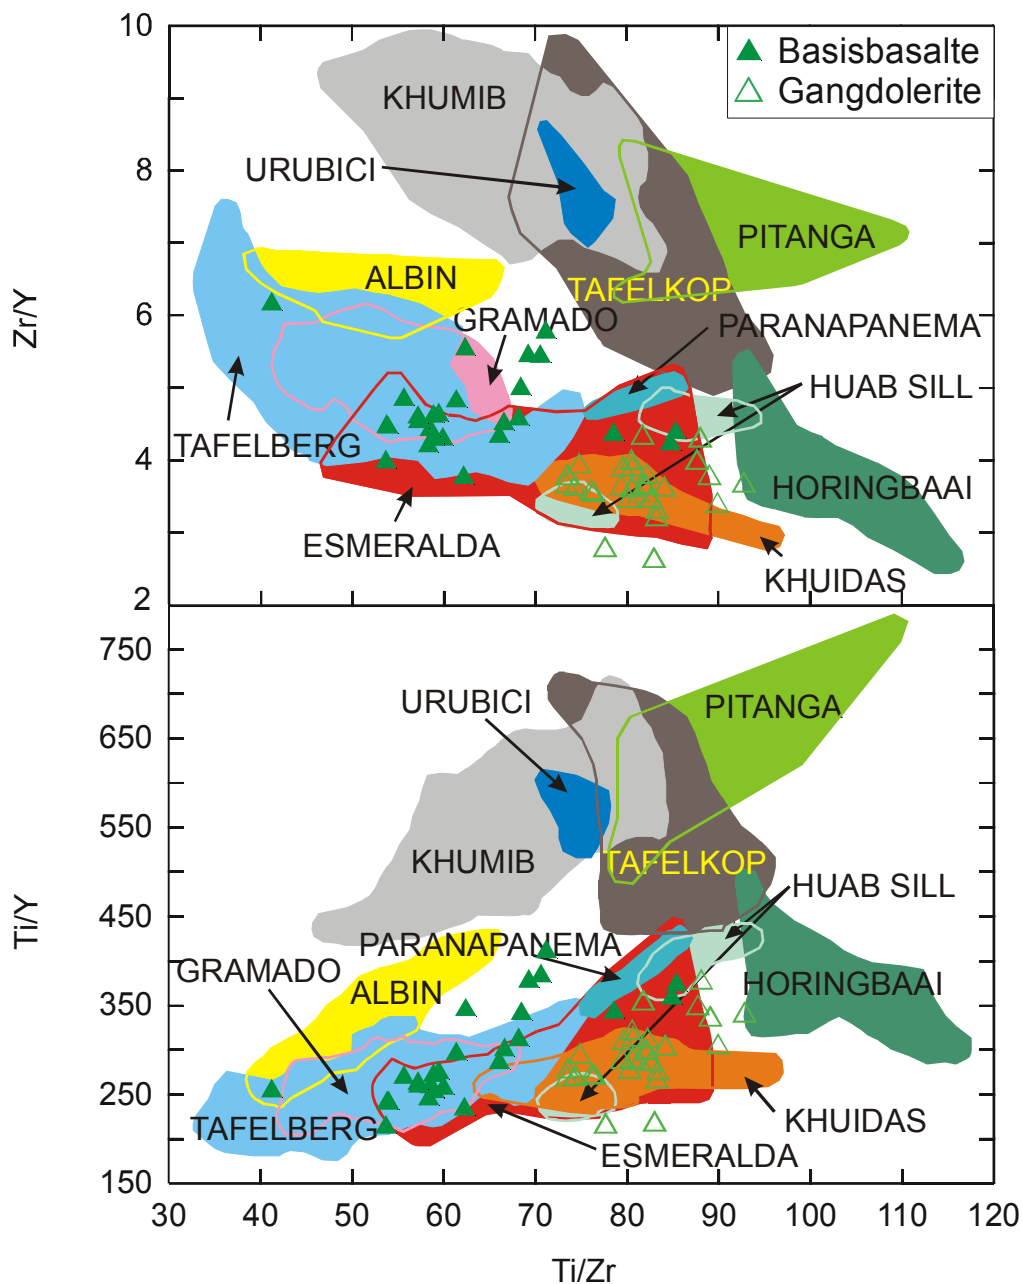 10
Basisbasalte
KHUMIB
Gangdolerite
8
URUBICI
PITANGA
ALBIN
TAFELKOP
Zr/Y
6
GRAMADO
PARANAPANEMA
HUAB SILL
TAFELBERG
4
HORINGBAAI
ESMERALDA
KHUIDAS
2
750
URUBICI
PITANGA
650
550
KHUMIB
TAFELKOP
HUAB SILL
Ti/Y
450
PARANAPANEMA
GRAMADO
ALBIN
HORINGBAAI
350
250
TAFELBERG
KHUIDAS
ESMERALDA
150
30 40 50 60 70 80 90 100 110 120
Ti/Zr